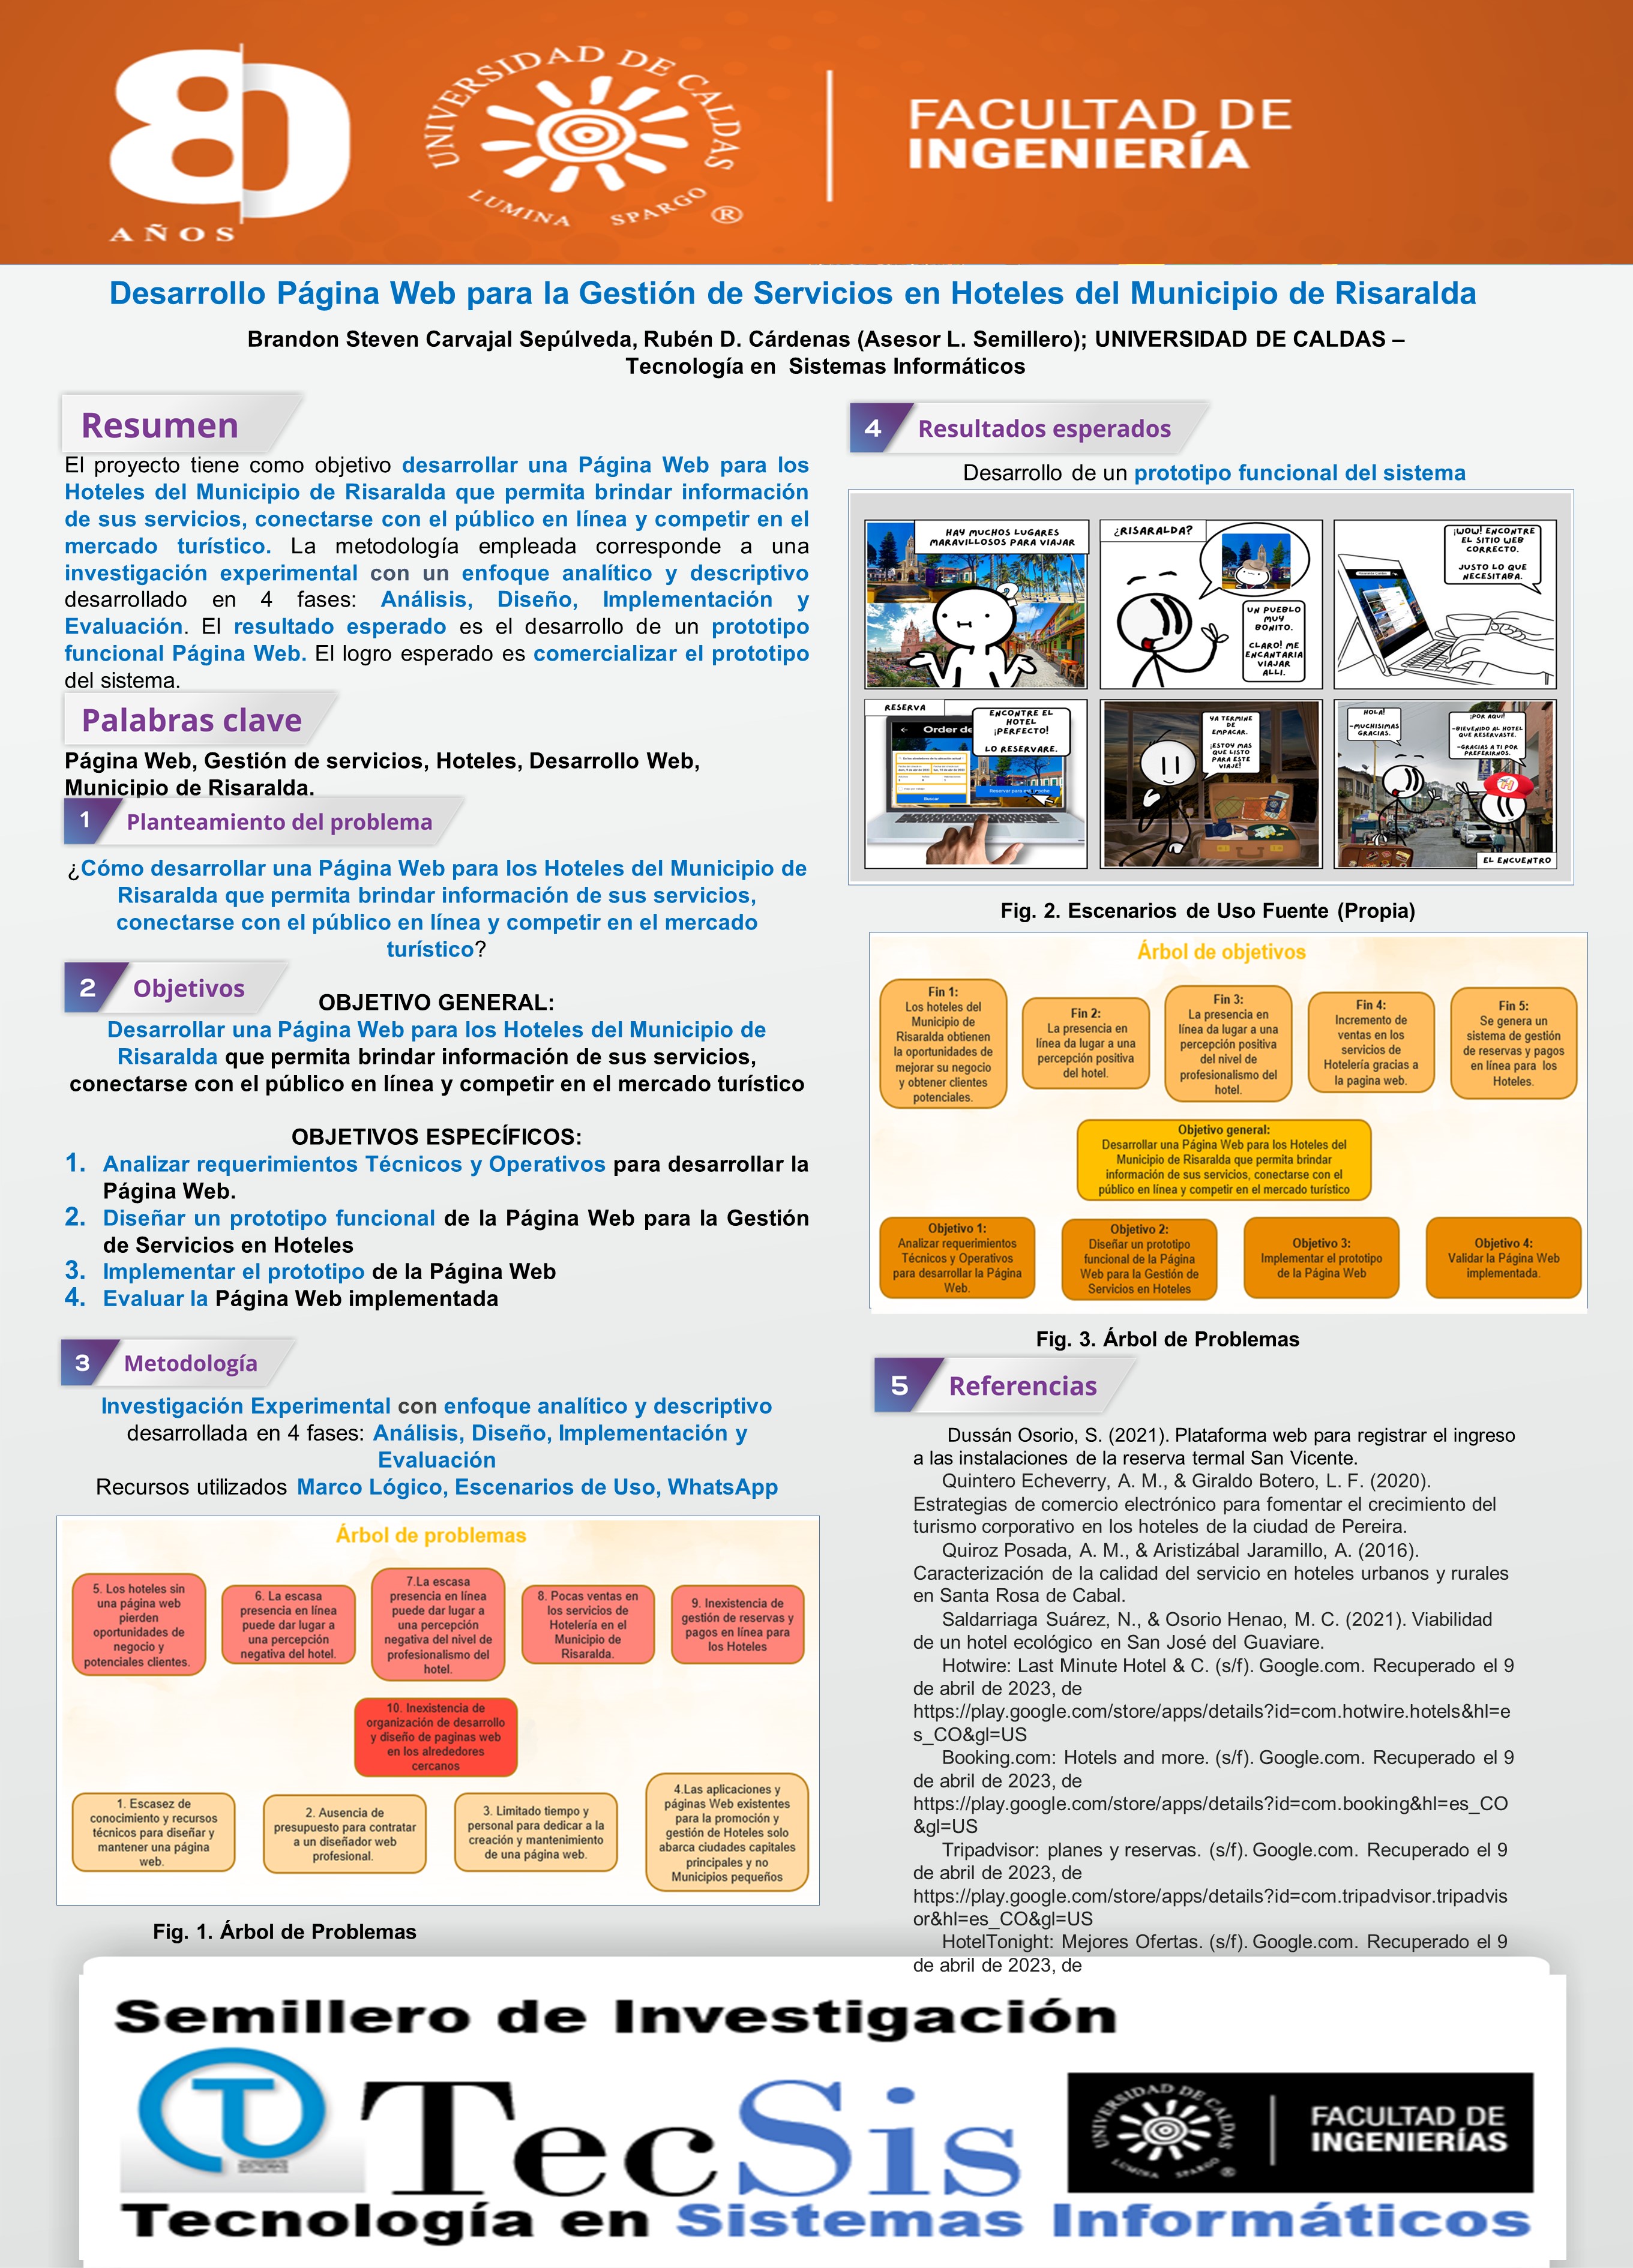 80
AÑOS
UNIVERSIDAD DE CALDAS
LUMINA SPARGO
®
FACULTAD DE
INGENIERÍA
Desarrollo Página Web para la Gestión de Servicios en Hoteles del Municipio de Risaralda
Brandon Steven Carvajal Sepúlveda, Rubén D. Cárdenas (Asesor L. Semillero); UNIVERSIDAD DE CALDAS –
Tecnología en Sistemas Informáticos
Resumen
El proyecto tiene como objetivo desarrollar una Página Web para los
Hoteles del Municipio de Risaralda que permita brindar información
de sus servicios, conectarse con el público en línea y competir en el
mercado turístico. La metodología empleada corresponde a una
investigación experimental con un enfoque analítico y descriptivo
desarrollado en 4 fases: Análisis, Diseño, Implementación y
Evaluación. El resultado esperado es el desarrollo de un prototipo
funcional Página Web. El logro esperado es comercializar el prototipo
del sistema.
Palabras clave
Página Web, Gestión de servicios, Hoteles, Desarrollo Web,
Municipio de Risaralda.
1 Planteamiento del problema
¿Cómo desarrollar una Página Web para los Hoteles del Municipio de
Risaralda que permita brindar información de sus servicios,
conectarse con el público en línea y competir en el mercado
turístico?
2 Objetivos
OBJETIVO GENERAL:
Desarrollar una Página Web para los Hoteles del Municipio de
Risaralda que permita brindar información de sus servicios,
conectarse con el público en línea y competir en el mercado turístico
OBJETIVOS ESPECÍFICOS:
1. Analizar requerimientos Técnicos y Operativos para desarrollar la
Página Web.
2. Diseñar un prototipo funcional de la Página Web para la Gestión
de Servicios en Hoteles
3. Implementar el prototipo de la Página Web
4. Evaluar la Página Web implementada
3 Metodología
Investigación Experimental con enfoque analítico y descriptivo
desarrollada en 4 fases: Análisis, Diseño, Implementación y
Evaluación
Recursos utilizados Marco Lógico, Escenarios de Uso, WhatsApp
Árbol de problemas
5. Los hoteles sin
una página web
pierden
oportunidades de
negocio y
potenciales clientes.
6. La escasa
presencia en línea
puede dar lugar a
una percepción
negativa del hotel.
7.La escasa
presencia en línea
puede dar lugar a
una percepción
negativa del nivel de
profesionalismo del
hotel.
8. Pocas ventas en
los servicios de
Hotelería en el
Municipio de
Risaralda.
9. Inexistencia de
gestión de reservas y
pagos en línea para
los Hoteles
10. Inexistencia de
organización de desarrollo
y diseño de paginas web
en los alrededores
cercanos
1. Escasez de
conocimiento y recursos
técnicos para diseñar y
mantener una página
web.
2. Ausencia de
presupuesto para contratar
a un diseñador web
profesional.
3. Limitado tiempo y
personal para dedicar a la
creación y mantenimiento
de una página web.
4.Las aplicaciones y
páginas Web existentes
para la promoción y
gestión de Hoteles solo
abarca ciudades capitales
principales y no
Municipios pequeños
Fig. 1. Árbol de Problemas
4 Resultados esperados
Desarrollo de un prototipo funcional del sistema
HAY MUCHOS LUGARES
MARAVILLOSOS PARA VIAJAR
?
¿RISARALDA?
UN PUEBLO
MUY
BONITO.
CLARO! ME
ENCANTARIA
VIAJAR
ALLI.
¡WOW! ENCONTRE
EL SITIO WEB
CORRECTO.
JUSTO LO QUE
NECESITABA.
RESERVA
ENCONTRE EL
HOTEL
¡PERFECTO!
LO RESERVARE.
Order de
Buscar
YA TERMINE
DE
EMPACAR.
¡ESTOY MAS
QUE LISTO
PARA ESTE
VIAJE!
HOLA!
-MUCHISIMAS
GRACIAS.
¡POR AQUI!
-BIEVENIDO AL HOTEL
QUE RESERVASTE.
-GRACIAS A TI POR
PREFERIRNOS.
H
EL ENCUENTRO
Fig. 2. Escenarios de Uso Fuente (Propia)
Árbol de objetivos
Fin 1:
Los hoteles del
Municipio de
Risaralda obtienen
la oportunidades de
mejorar su negocio
y obtener clientes
potenciales.
Fin 2:
La presencia en
línea da lugar a una
percepción positiva
del hotel.
Fin 3:
La presencia en
línea da lugar a una
percepción positiva
del nivel de
profesionalismo del
hotel.
Fin 4:
Incremento de
ventas en los
servicios de
Hotelería gracias a
la pagina web.
Fin 5:
Se genera un
sistema de gestión
de reservas y pagos
en línea para los
Hoteles.
Objetivo general:
Desarrollar una Página Web para los Hoteles del
Municipio de Risaralda que permita brindar
información de sus servicios, conectarse con el
público en línea y competir en el mercado turístico
Objetivo 1:
Analizar requerimientos
Técnicos y Operativos
para desarrollar la Página
Web.
Objetivo 2:
Diseñar un prototipo
funcional de la Página
Web para la Gestión de
Servicios en Hoteles
Objetivo 3:
Implementar el prototipo
de la Página Web
Objetivo 4:
Validar la Página Web
implementada.
Fig. 3. Árbol de Problemas
5 Referencias
Dussán Osorio, S. (2021). Plataforma web para registrar el ingreso
a las instalaciones de la reserva termal San Vicente.
Quintero Echeverry, A. M., & Giraldo Botero, L. F. (2020).
Estrategias de comercio electrónico para fomentar el crecimiento del
turismo corporativo en los hoteles de la ciudad de Pereira.
Quiroz Posada, A. M., & Aristizábal Jaramillo, A. (2016).
Caracterización de la calidad del servicio en hoteles urbanos y rurales
en Santa Rosa de Cabal.
Saldarriaga Suárez, N., & Osorio Henao, M. C. (2021). Viabilidad
de un hotel ecológico en San José del Guaviare.
Hotwire: Last Minute Hotel & C. (s/f). Google.com. Recuperado el 9
de abril de 2023, de
https://play.google.com/store/apps/details?id=com.hotwire.hotels&hl=e
s_CO&gl=US
Booking.com: Hotels and more. (s/f). Google.com. Recuperado el 9
de abril de 2023, de
https://play.google.com/store/apps/details?id=com.booking&hl=es_CO
&gl=US
Tripadvisor: planes y reservas. (s/f). Google.com. Recuperado el 9
de abril de 2023, de
https://play.google.com/store/apps/details?id=com.tripadvisor.tripadvis
or&hl=es_CO&gl=US
HotelTonight: Mejores Ofertas. (s/f). Google.com. Recuperado el 9
de abril de 2023, de
Semillero de Investigación
TecSis
Tecnología en Sistemas Informáticos
UNIVERSIDAD DE CALDAS
LUMINA SPARGO
®
FACULTAD DE
INGENIERÍAS